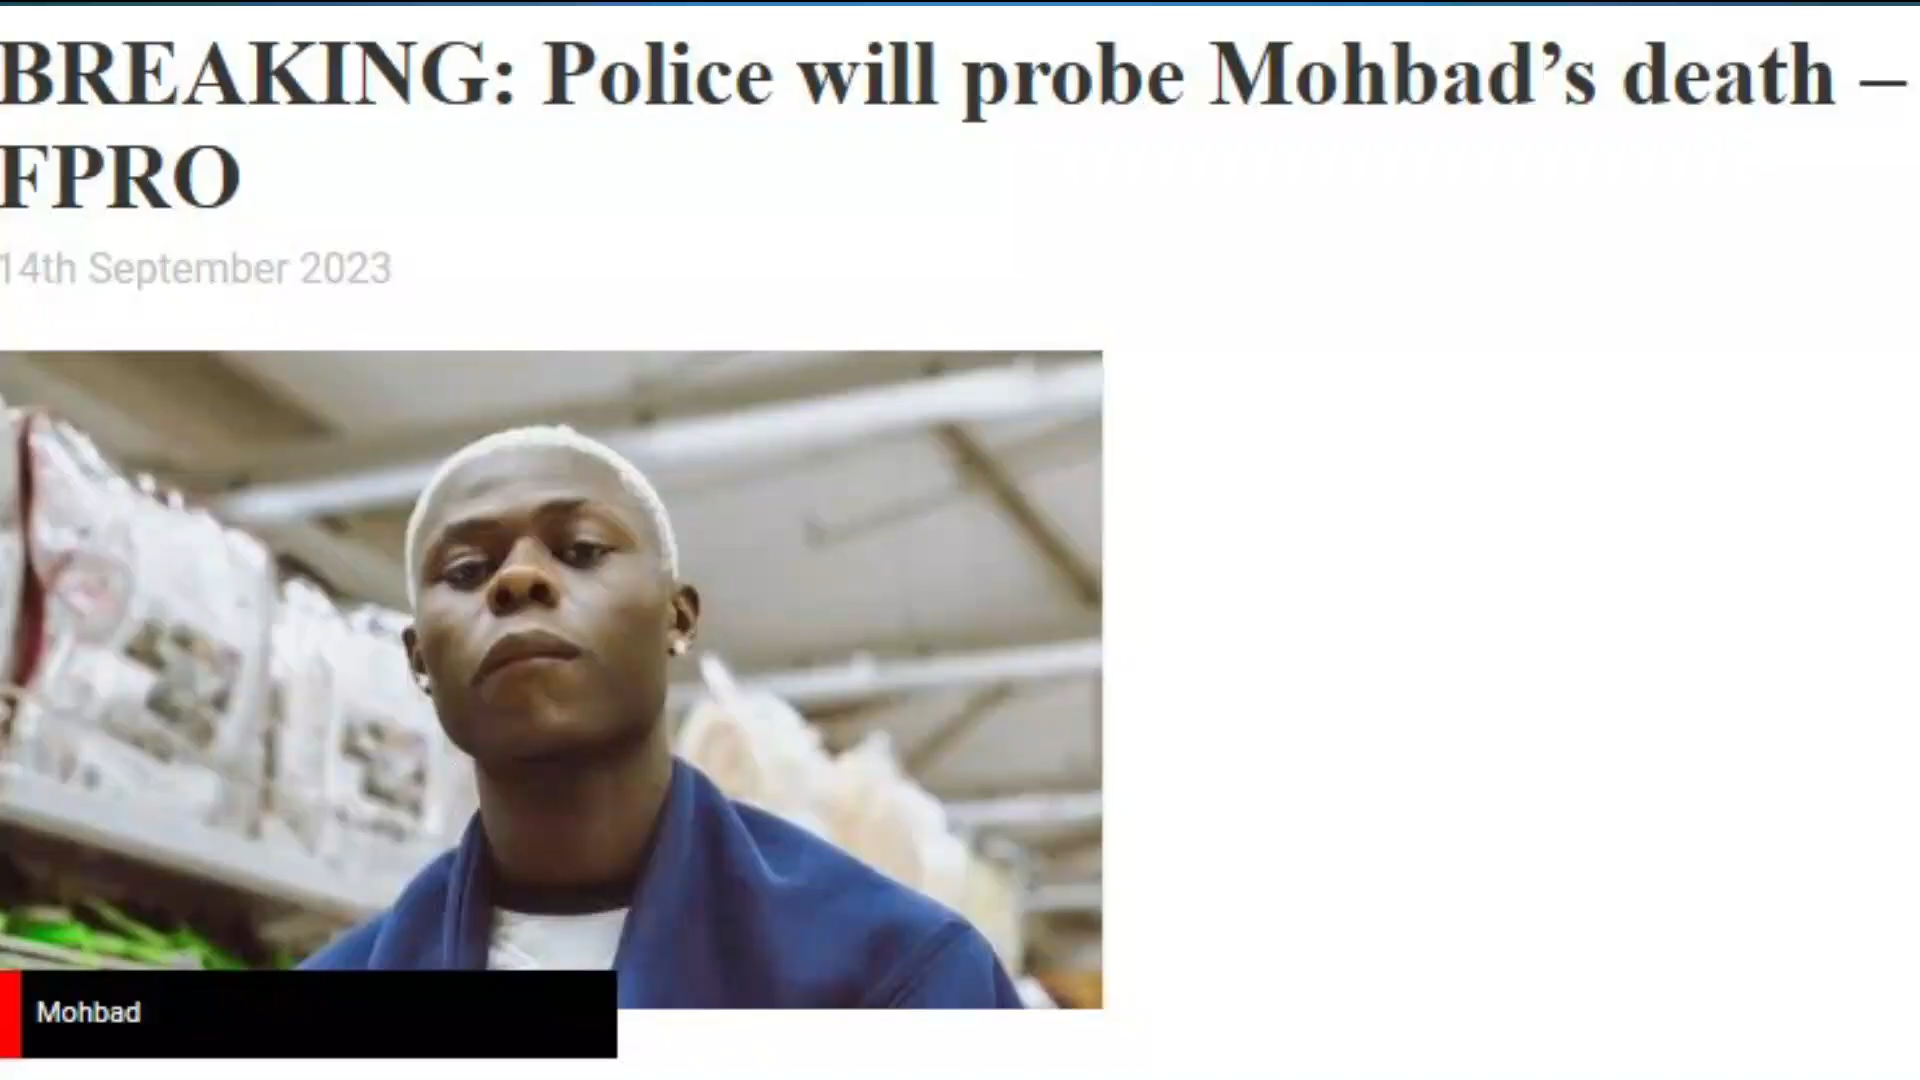 BREAKING: Police will probe Mohbad’s death –
FPRO
14th September 2023
Mohbad